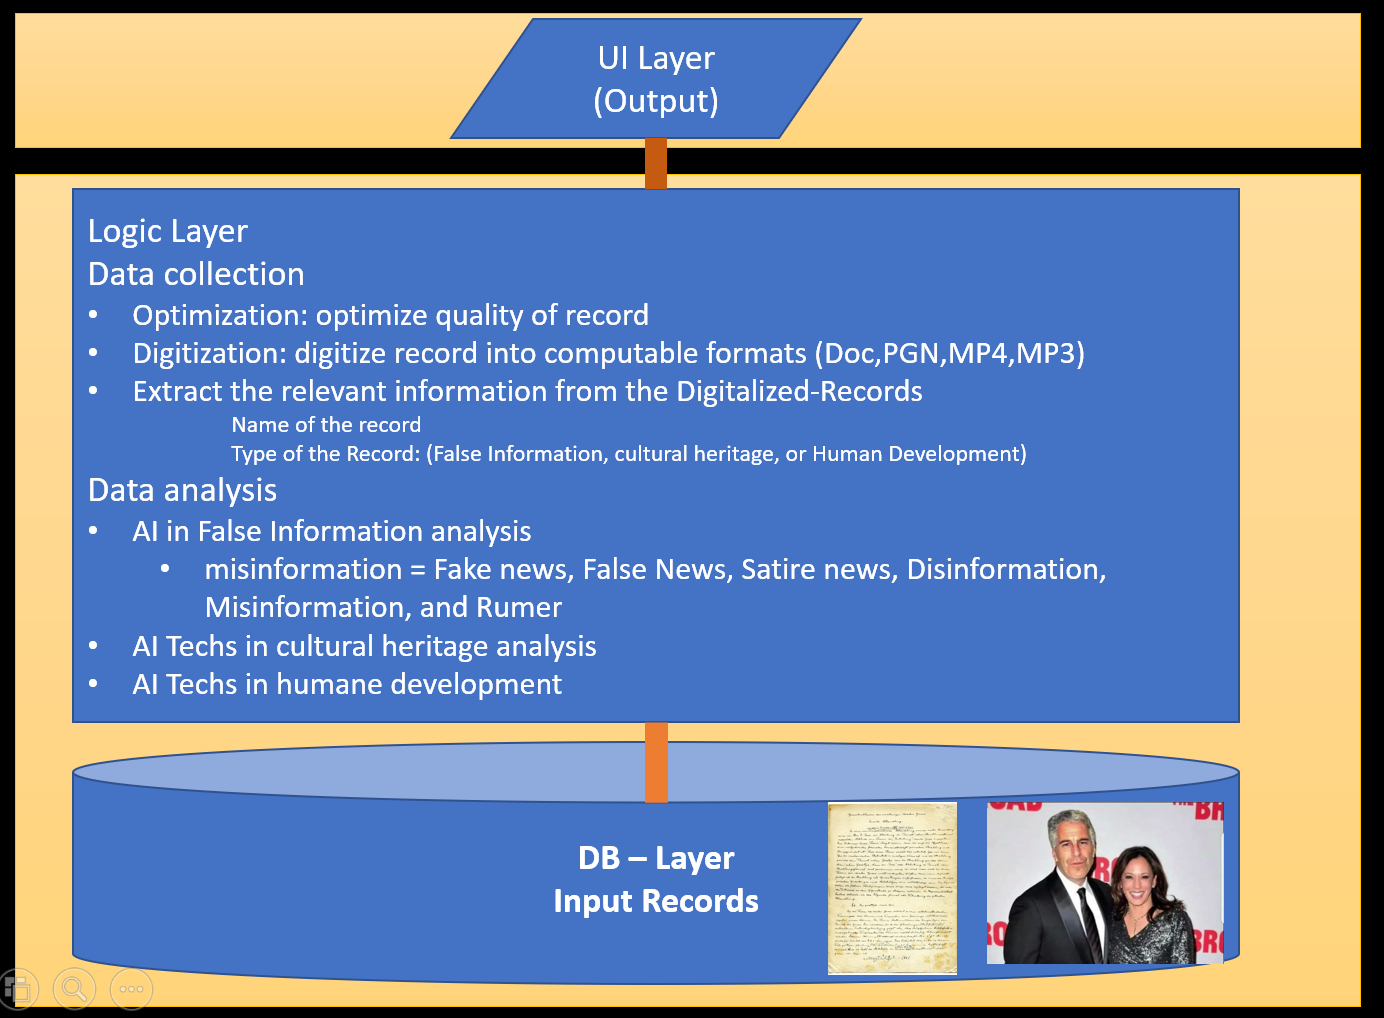 UI Layer
(Output)
Logic Layer
Data collection
• Optimization: optimize quality of record
• Digitization: digitize record into computable formats (Doc,PGN,MP4,MP3)
• Extract the relevant information from the Digitalized-Records
Name of the record
Type of the Record: (False Information, cultural heritage, or Human Development)
Data analysis
• AI in False Information analysis
• misinformation = Fake news, False News, Satire news, Disinformation,
Misinformation, and Rumer
• AI Techs in cultural heritage analysis
• AI Techs in humane development
DB – Layer
Input Records